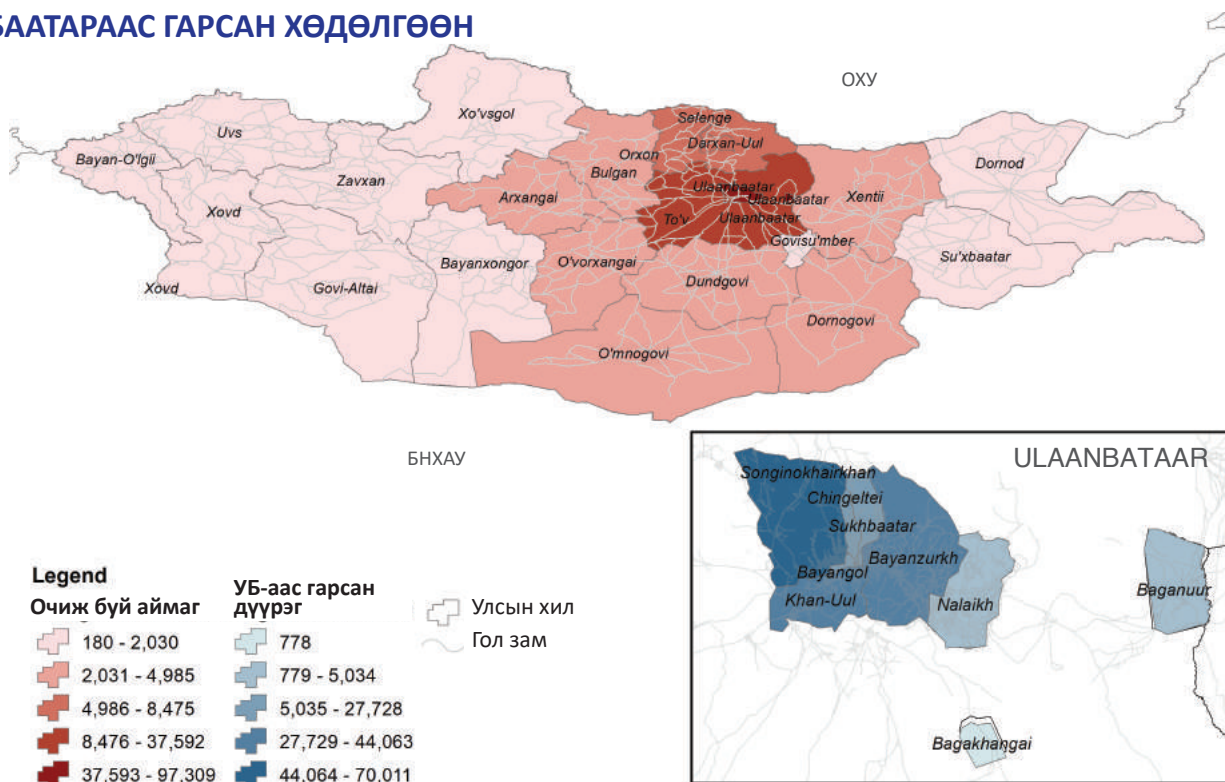 БААТАРААС ГАРСАН ХӨДӨЛГӨӨН
ОХУ
Xo'vsgol
Selenge
Uvs
Darxan-Uul
Orxon
Bayan-O'lgii
Dornod
Zavxan
Bulgan
Arxangai
Ulaanbaatar
Ulaanbaatar
Xentii
Xovd
To'v
Ulaanbaatar
Govisu'mber
Bayanxongor
O'vorxangai
Su'xbaatar
Xovd
Govi-Altai
Dundgovi
Dornogovi
O'mnogovi
БНХАУ
ULAANBATAAR
Songinokhairkhan
Chingeltei
Sukhbaatar
Bayanzurkh
Bayangol
Khan-Uul
Nalaikh
Baganuur
Bagakhangai
Legend
Очиж буй аймаг
180 - 2,030
2,031 - 4,985
4,986 - 8,475
8,476 - 37,592
37,593 - 97,309
УБ-аас гарсан
дүүрэг
778
779 - 5,034
5,035 - 27,728
27,729 - 44,063
44,064 - 70,011
Улсын хил
Гол зам